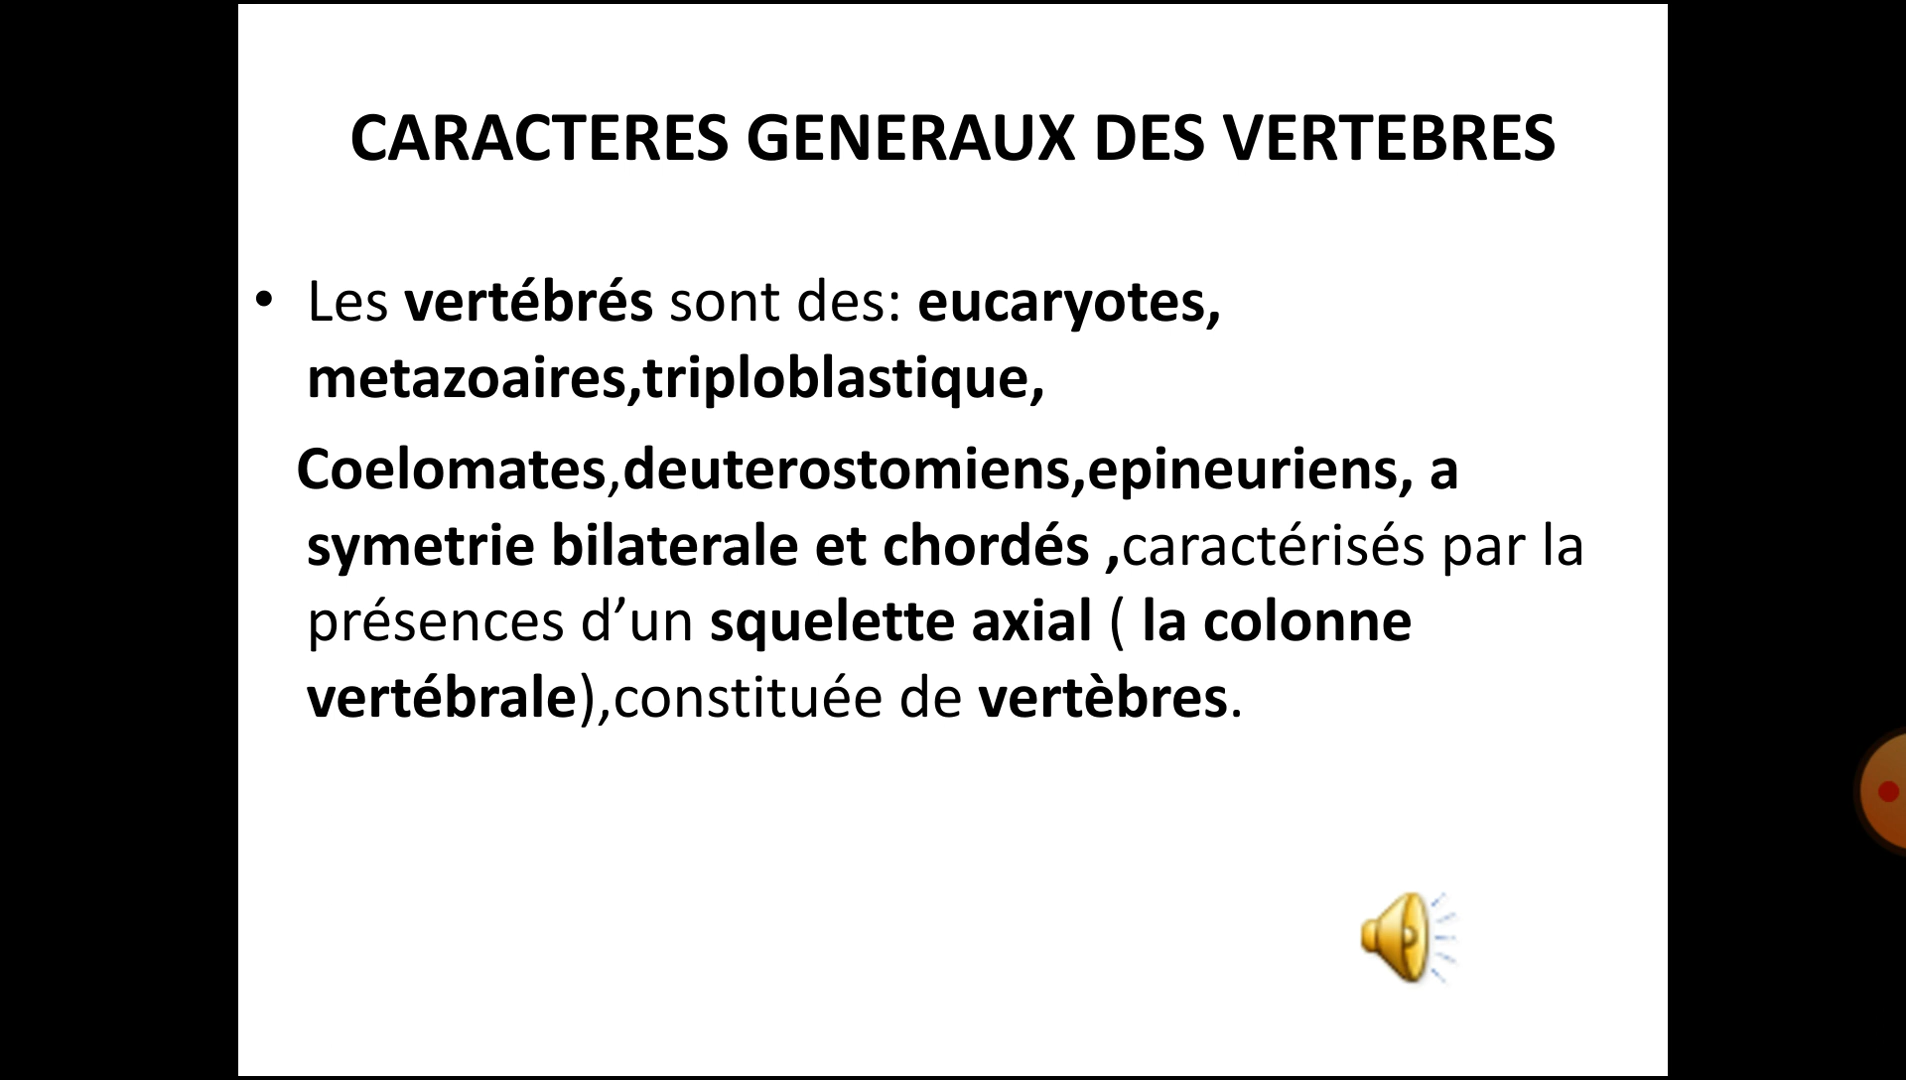 CARACTERES GENERAUX DES VERTEBRES
• Les vertébrés sont des: eucaryotes,
metazoaires,triploblastique,
Coelomates,deuterostomiens,epineuriens, a
symetrie bilaterale et chordés ,caractérisés par la
présences d’un squelette axial ( la colonne
vertébrale),constituée de vertèbres.